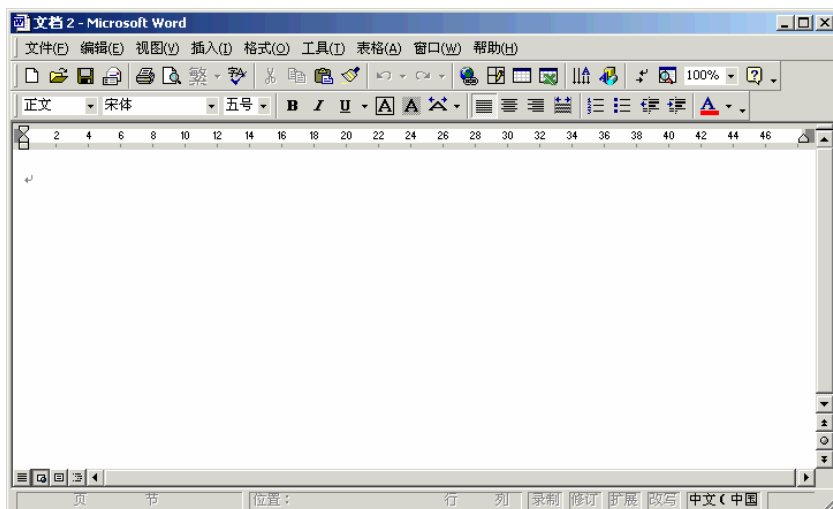 文档 2 - Microsoft Word
文件(F) 编辑(E) 视图(V) 插入(I) 格式(O) 工具(T) 表格(A) 窗口(W) 帮助(H)
繁 100%
正文 宋体 五号 B I U A A A
2 4 6 8 10 12 14 16 18 20 22 24 26 28 30 32 34 36 38 40 42 44 46
页 节 位置： 行 列 录制 修订 扩展 改写 中文(中国